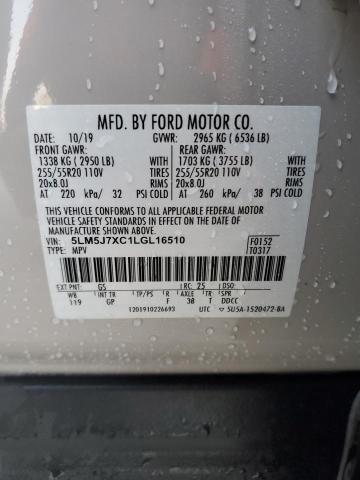 MFD. BY FORD MOTOR CO.
DATE: 10/19 GVWR: 2965 KG ( 6536 LB)
FRONT GAWR: REAR GAWR:
1338 KG ( 2950 LB) WITH 1703 KG ( 3755 LB) WITH
255/55R20 110V TIRES 255/55R20 110V TIRES
20x8.0J RIMS 20x8.0J RIMS
AT 220 kPa/ 32 PSI COLD AT 260 kPa/ 38 PSI COLD
THIS VEHICLE CONFORMS TO ALL APPLICABLE FEDERAL MOTOR VEHICLE SAFETY AND THEFT PREVENTION STANDARDS IN EFFECT ON THE DATE OF
MANUFACTURE SHOWN ABOVE.
VIN: 5LM5J7XC1LGL16510 F0152
TYPE: MPV T0317
EXT PNT: GS RC: 25 DSO:
WB INT TR TP/PS R AXLE TR SPR
119 GP F 38 T DDCC
1201910226693 UTC 5U5A-1520472-BA